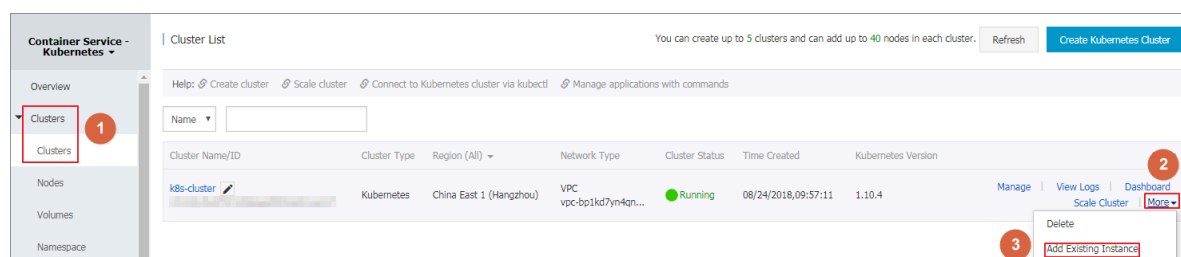 Container Service -
Kubernetes
Cluster List
You can create up to 5 clusters and can add up to 40 nodes in each cluster.
Refresh
Create Kubernetes Cluster
Overview
Help: Create cluster Scale cluster Connect to Kubernetes cluster via kubectl Manage applications with commands
Clusters
1
Name
Clusters
Cluster Name/ID Cluster Type Region (All) Network Type Cluster Status Time Created Kubernetes Version
2
Nodes
k8s-cluster Kubernetes China East 1 (Hangzhou) VPC
vpc-bp1kd7yn4qn... Running 08/24/2018,09:57:11 1.10.4
Manage View Logs Dashboard
Scale Cluster More
Volumes
Delete
Namespace
3
Add Existing Instance